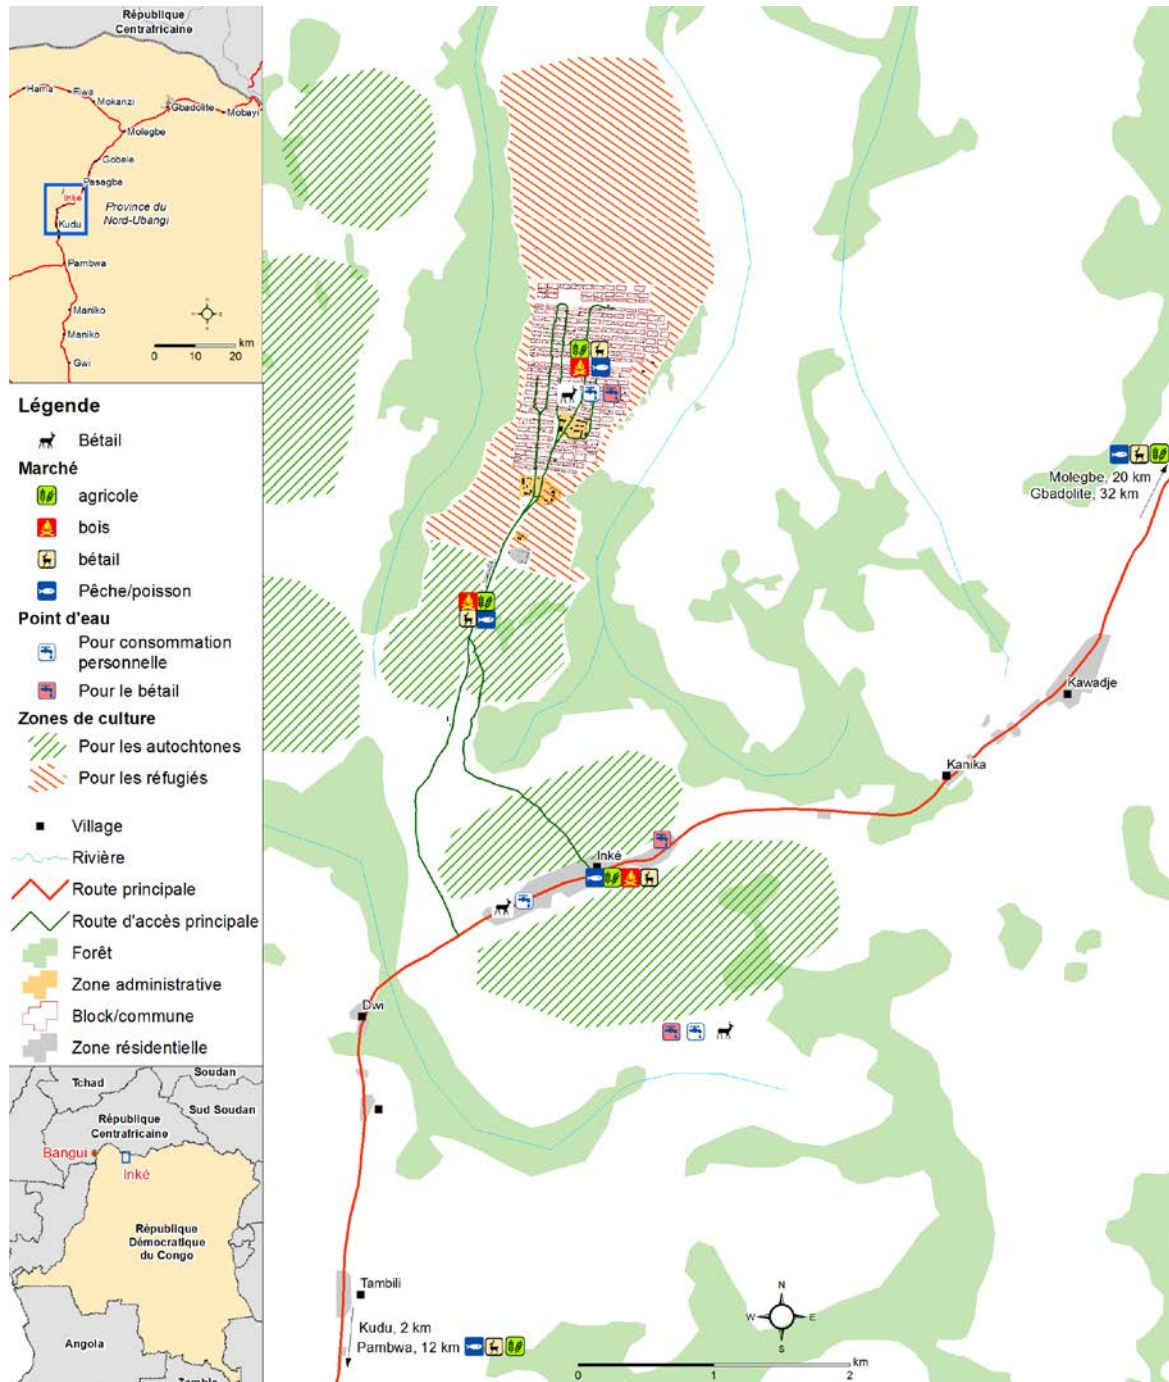 République
Centrafricaine
Hama
Fiwa
Mokanzi
Gbadolite
Mobayi
Molegbe
Gobele
Pasagba
Inké
Province du
Nord-Ubangi
Kudu
Pambwa
Maniko
Maniko
Gwi
km
0 10 20
Légende
Bétail
Marché
agricole
bois
bétail
Pêche/poisson
Point d'eau
Pour consommation
personnelle
Pour le bétail
Zones de culture
Pour les autochtones
Pour les réfugiés
Village
Rivière
Route principale
Route d'accès principale
Forêt
Zone administrative
Block/commune
Zone résidentielle
Tchad
Soudan
Sud Soudan
République
Centrafricaine
Bangui
Inké
République
Démocratique
du Congo
Angola
Zambie
Molegbe, 20 km
Gbadolite, 32 km
Kawadje
Kanika
Inké
Dwi
Tambili
Kudu, 2 km
Pambwa, 12 km
N
W E
S
km
0 1 2